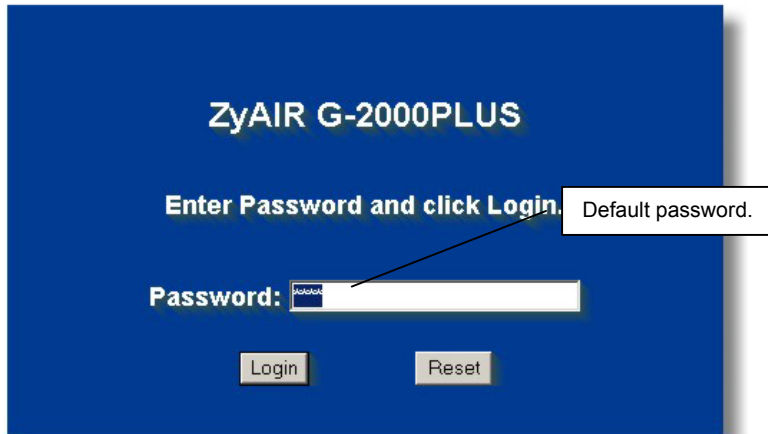 ZyAIR G-2000PLUS
Enter Password and click Login.
Default password.
Password: ****
Login Reset